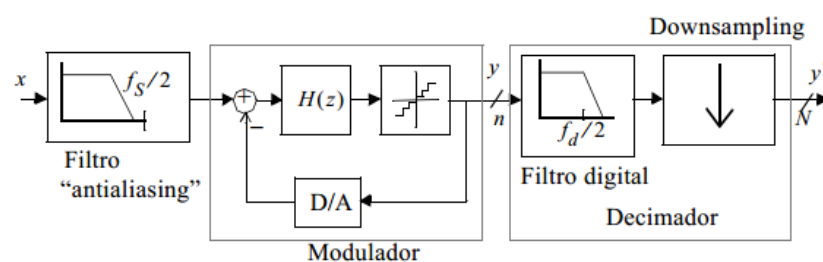 Downsampling
x
f_S/2
Filtro
“antialiasing”
+
−
H(z)
D/A
Modulador
y
n
f_d/2
Filtro digital
Decimador
y
N